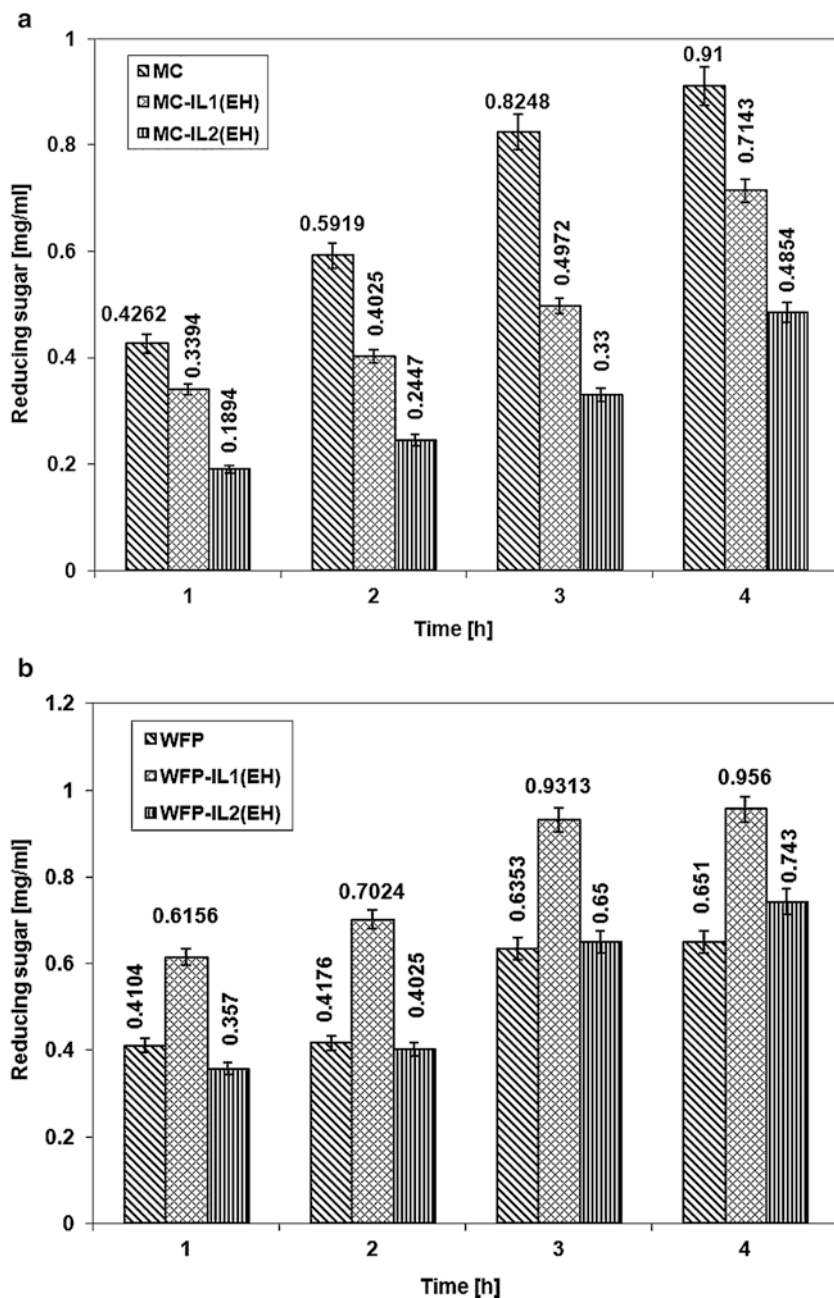 a
1
0.8
0.6
0.4
0.2
0
Reducing sugar [mg/ml]
MC
MC-IL1(EH)
MC-IL2(EH)
0.4262
0.3394
0.1894
0.5919
0.4025
0.2447
0.8248
0.4972
0.33
0.91
0.7143
0.4854
1 2 3 4
Time [h]
b
1.2
1
0.8
0.6
0.4
0.2
0
Reducing sugar [mg/ml]
WFP
WFP-IL1(EH)
WFP-IL2(EH)
0.4104
0.6156
0.357
0.4176
0.7024
0.4025
0.6353
0.9313
0.65
0.651
0.956
0.743
1 2 3 4
Time [h]